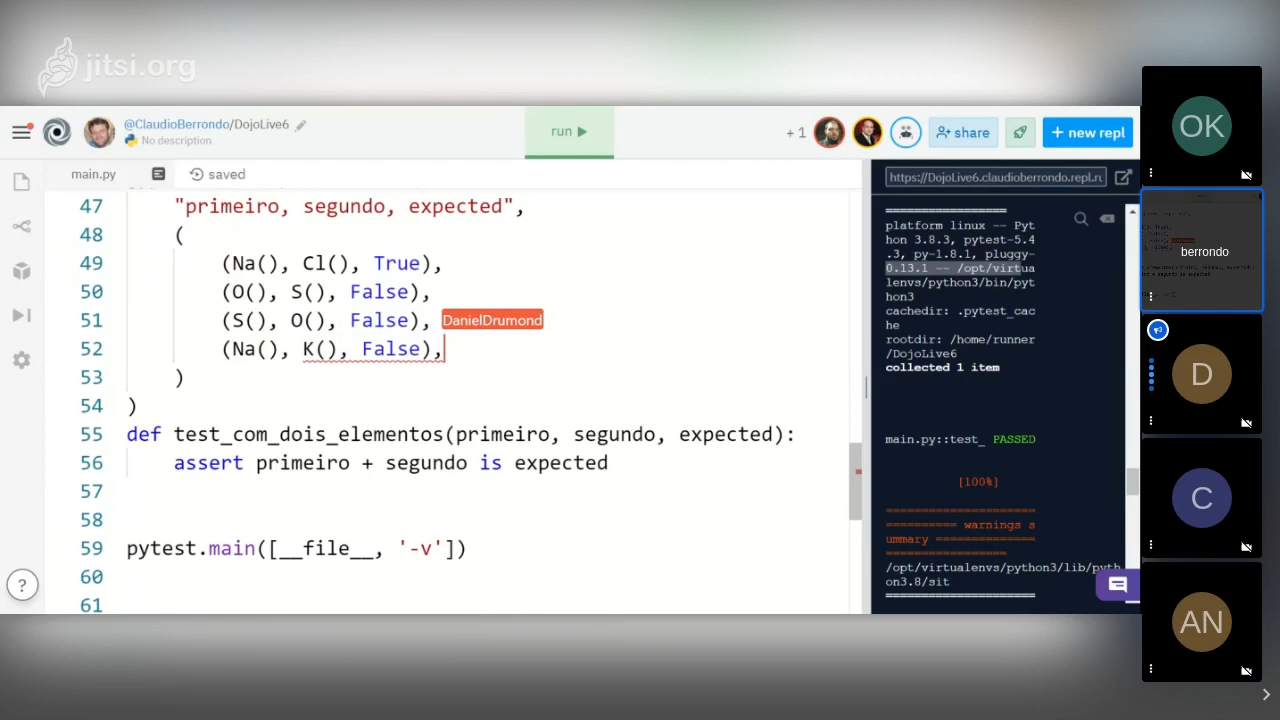 jitsi.org
@ClaudioBerrondo/DojoLive6
No description
run
+ 1
share
+ new repl
main.py
saved
https://DojoLive6.claudioberrondo.repl.ru
47 "primeiro, segundo, expected",
48 (
49 (Na(), Cl(), True),
50 (O(), S(), False),
51 (S(), O(), False), DanielDrumond
52 (Na(), K(), False),
53 )
54 )
55 def test_com_dois_elementos(primeiro, segundo, expected):
56 assert primeiro + segundo is expected
57
58
59 pytest.main([__file__, '-v'])
60
61
?
====================
platform linux -- Pyt
hon 3.8.3, pytest-5.4
.3, py-1.8.1, pluggy-
0.13.1 -- /opt/virtua
lenvs/python3/bin/pyt
hon3
cachedir: .pytest_cac
he
rootdir: /home/runner
/DojoLive6
collected 1 item
main.py::test_ PASSED
[100%]
=====================
========== warnings s
ummary ==============
=================
/opt/virtualenvs/python3/lib/pyth
on3.8/sit
=====================
OK
berrondo
D
C
AN